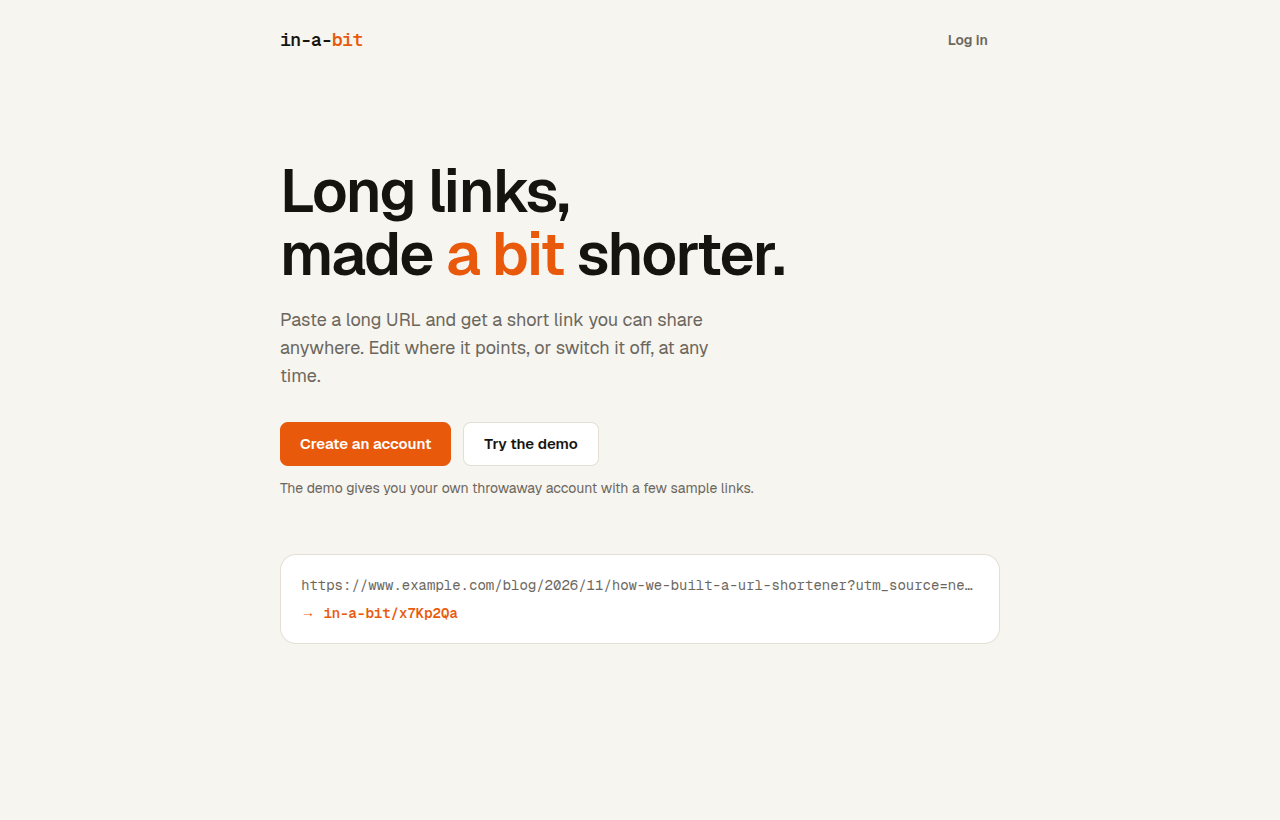 in-a-bit
Log in
Long links,
made a bit shorter.
Paste a long URL and get a short link you can share
anywhere. Edit where it points, or switch it off, at any
time.
Create an account
Try the demo
The demo gives you your own throwaway account with a few sample links.
https://www.example.com/blog/2026/11/how-we-built-a-url-shortener?utm_source=ne…
→ in-a-bit/x7Kp2Qa